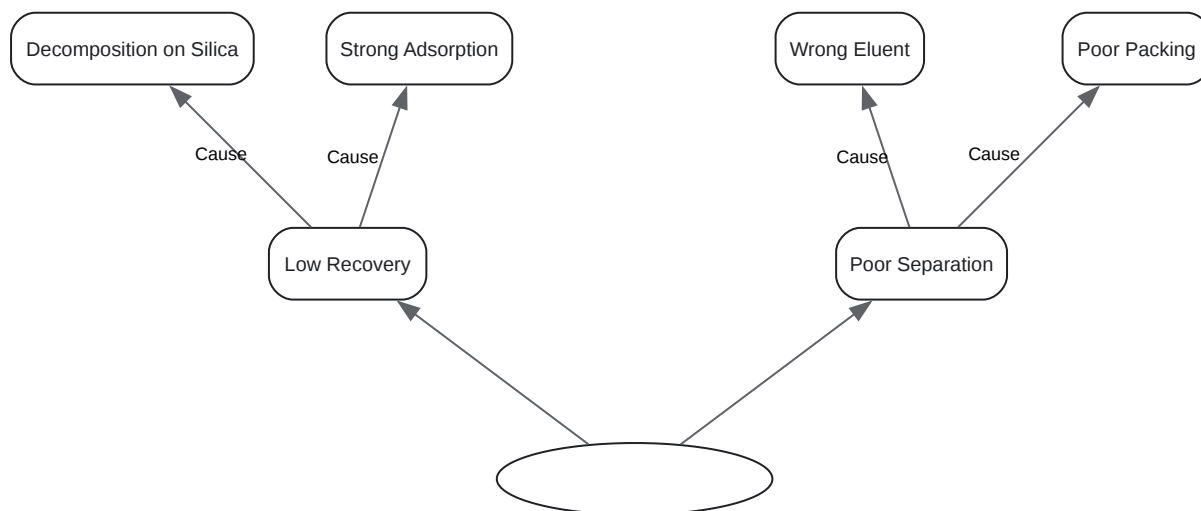 Decomposition on Silica
Strong Adsorption
Wrong Eluent
Poor Packing
Cause
Cause
Cause
Cause
Low Recovery
Poor Separation